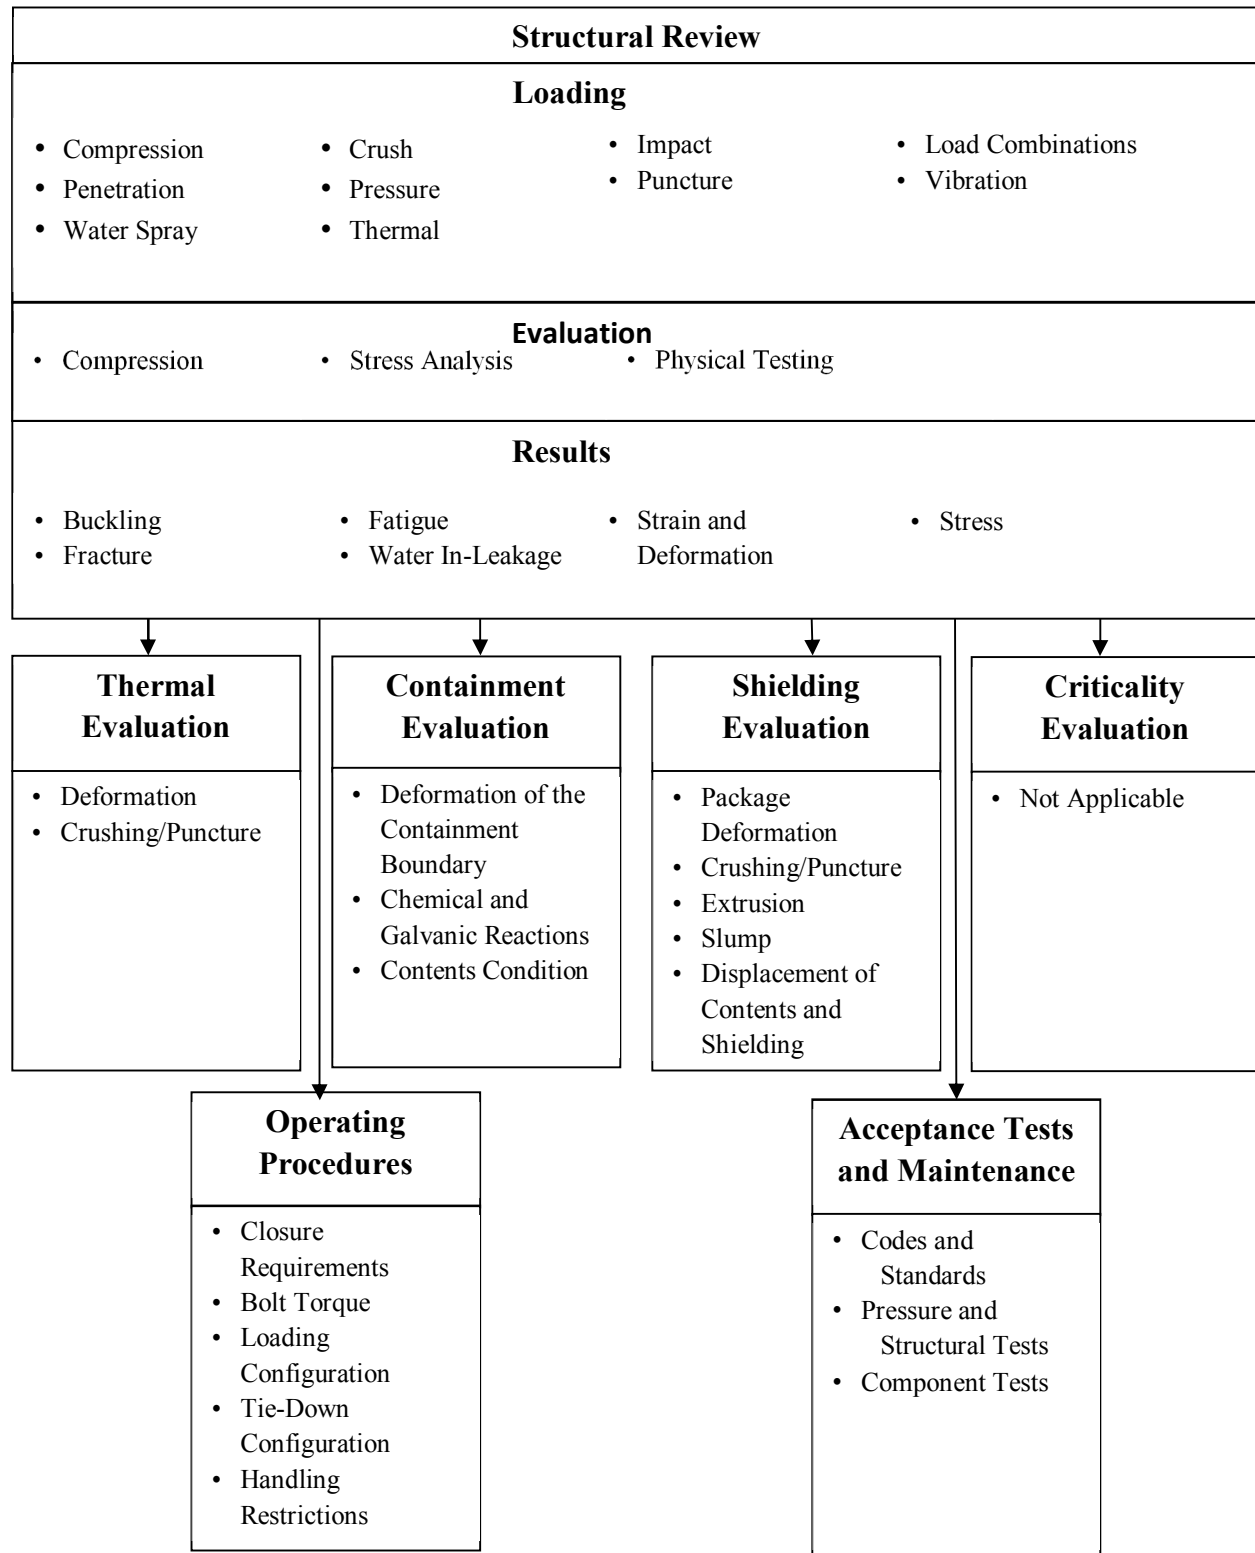 Structural Review
Loading
• Compression
• Penetration
• Water Spray
• Crush
• Pressure
• Thermal
• Impact
• Puncture
• Load Combinations
• Vibration
Evaluation
• Compression
• Stress Analysis
• Physical Testing
Results
• Buckling
• Fracture
• Fatigue
• Water In-Leakage
• Strain and
Deformation
• Stress
Thermal
Evaluation
• Deformation
• Crushing/Puncture
Containment
Evaluation
• Deformation of the
Containment
Boundary
• Chemical and
Galvanic Reactions
• Contents Condition
Shielding
Evaluation
• Package
Deformation
• Crushing/Puncture
• Extrusion
• Slump
• Displacement of
Contents and
Shielding
Criticality
Evaluation
• Not Applicable
Operating
Procedures
• Closure
Requirements
• Bolt Torque
• Loading
Configuration
• Tie-Down
Configuration
• Handling
Restrictions
Acceptance Tests
and Maintenance
• Codes and
Standards
• Pressure and
Structural Tests
• Component Tests